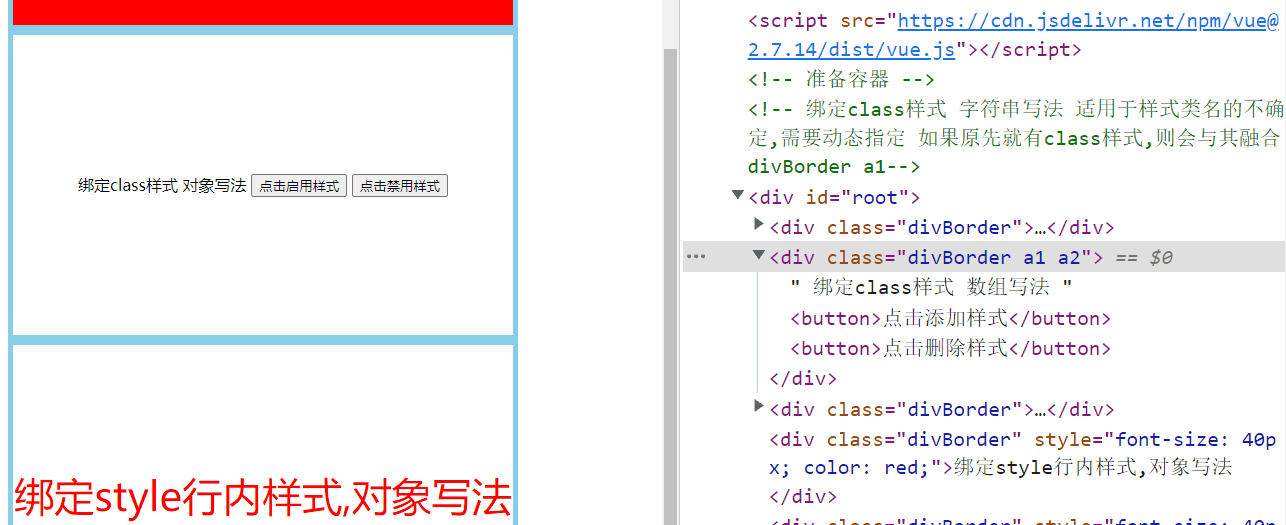 绑定class样式 对象写法 点击启用样式 点击禁用样式
绑定style行内样式,对象写法
<script src="https://cdn.jsdelivr.net/npm/vue@
2.7.14/dist/vue.js"></script>
<!-- 准备容器 -->
<!-- 绑定class样式 字符串写法 适用于样式类名的不确
定,需要动态指定 如果原先就有class样式,则会与其融合
divBorder a1-->
<div id="root">
<div class="divBorder">…</div>
<div class="divBorder a1 a2"> == $0
" 绑定class样式 数组写法 "
<button>点击添加样式</button>
<button>点击删除样式</button>
</div>
<div class="divBorder">…</div>
<div class="divBorder" style="font-size: 40p
x; color: red;">绑定style行内样式,对象写法
</div>
<div class="divBorder" style="font-size: 40p